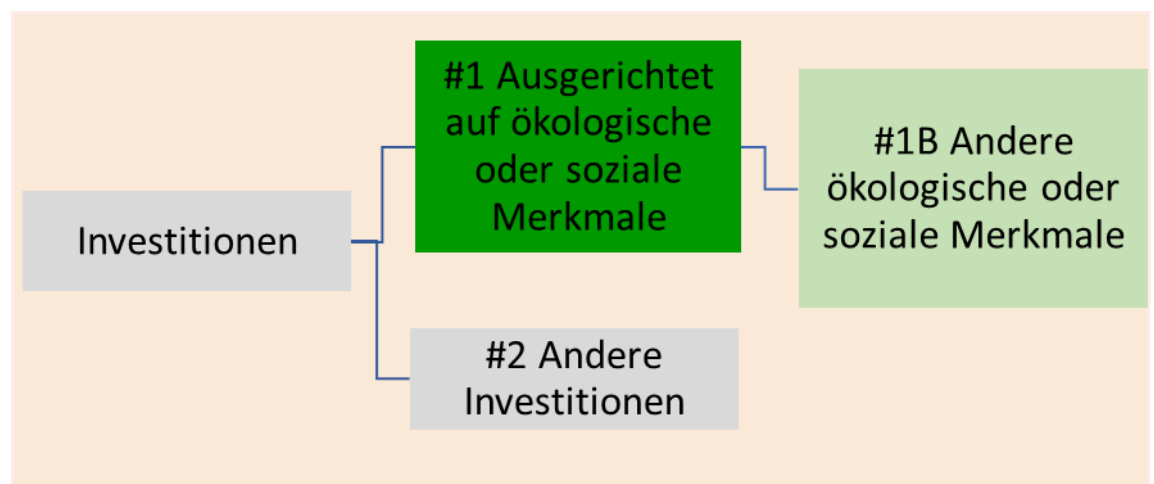 Investitionen
#1 Ausgerichtet
auf ökologische
oder soziale
Merkmale
#1B Andere
ökologische oder
soziale Merkmale
#2 Andere
Investitionen